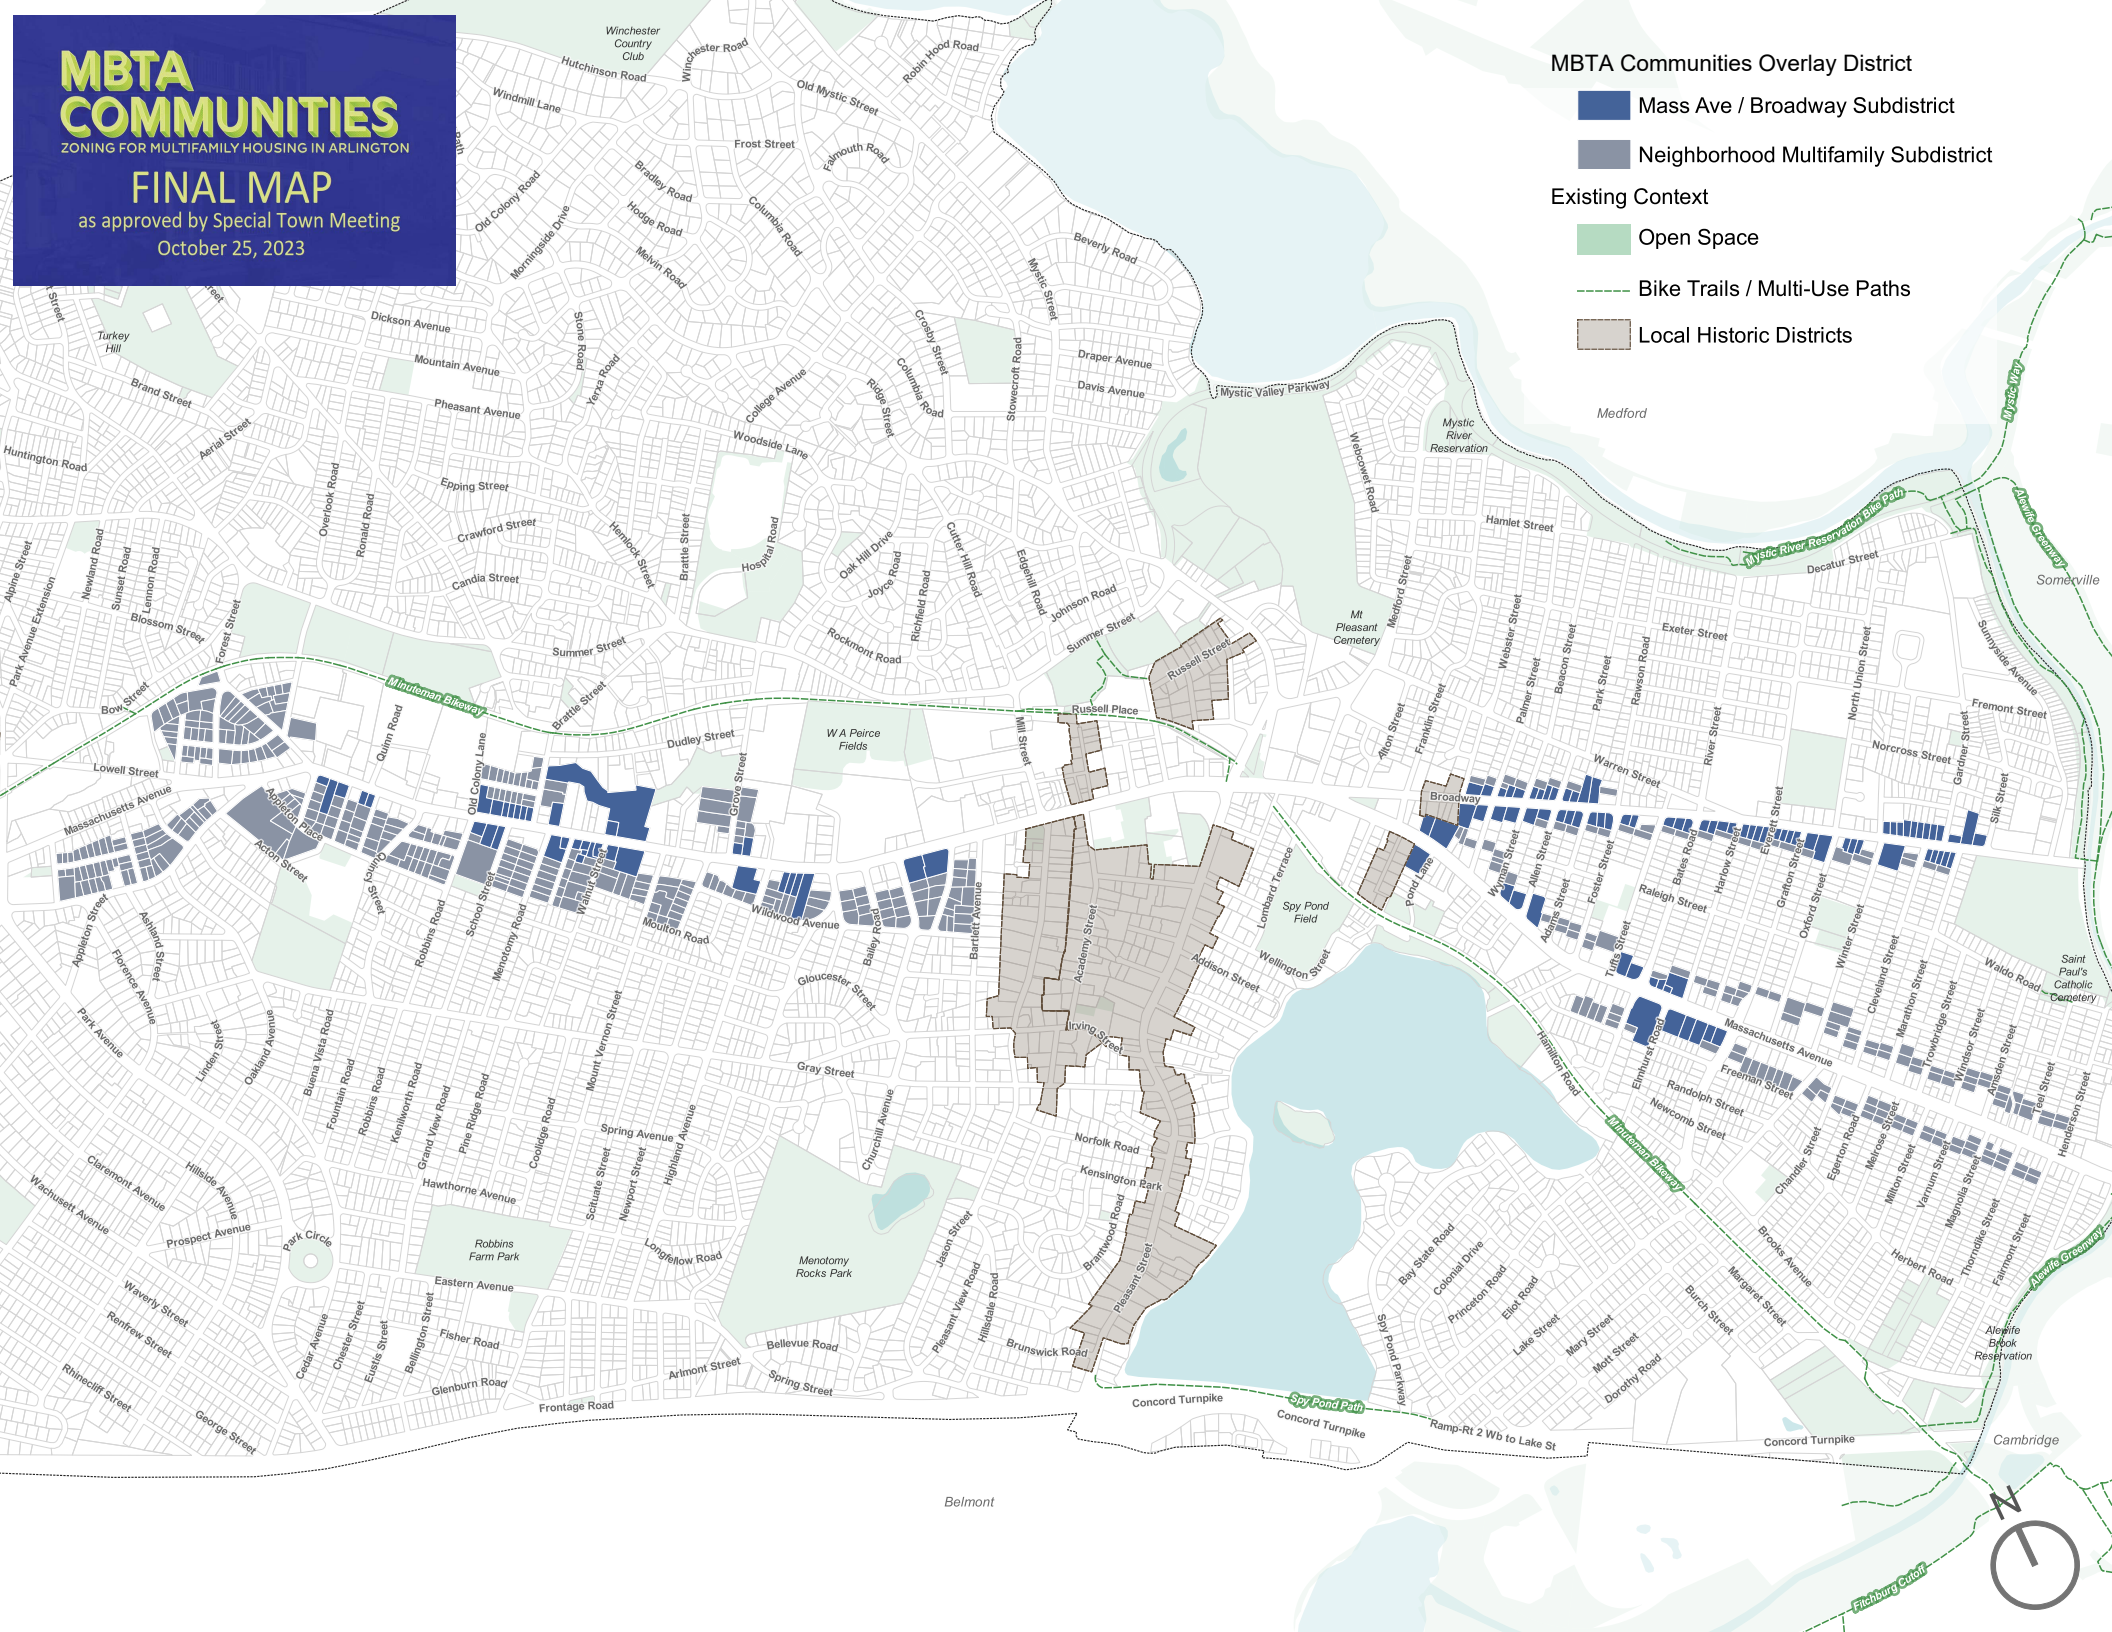 MBTA
COMMUNITIES
ZONING FOR MULTIFAMILY HOUSING IN ARLINGTON
FINAL MAP
as approved by Special Town Meeting
October 25, 2023
MBTA Communities Overlay District
Mass Ave / Broadway Subdistrict
Neighborhood Multifamily Subdistrict
Existing Context
Open Space
Bike Trails / Multi-Use Paths
Local Historic Districts
Winchester
Country
Club
Winchester Road
Robin Hood Road
Hutchinson Road
Windmill Lane
Old Mystic Street
Path
Frost Street
Falmouth Road
Bradley Road
Old Colony Road
Hodge Road
Columbia Road
Morningside Drive
Melvin Road
Beverly Road
Mystic Street
Turkey
Hill
Dickson Avenue
Stone Road
Crosby Street
Mountain Avenue
Yerxa Road
College Avenue
Ridge Street
Columbia Road
Stowecroft Road
Draper Avenue
Davis Avenue
Mystic Valley Parkway
Brand Street
Pheasant Avenue
Aerial Street
Woodside Lane
Huntington Road
Mystic
River
Reservation
Medford
Mystic Way
Webcowet Road
Overlook Road
Ronald Road
Epping Street
Crawford Street
Hemlock Street
Brattle Street
Hospital Road
Oak Hill Drive
Cutter Hill Road
Hamlet Street
Mystic River Reservation Bike Path
Alewife Greenway
Decatur Street
Somerville
Alpine Street
Newland Road
Sunset Road
Lennon Road
Park Avenue Extension
Candia Street
Joyce Road
Richfield Road
Edgehill Road
Johnson Road
Summer Street
Blossom Street
Forest Street
Summer Street
Rockmont Road
Russell Street
Mt
Pleasant
Cemetery
Medford Street
Webster Street
Beacon Street
Exeter Street
Rawson Road
Park Street
Palmer Street
North Union Street
Sunnyside Avenue
Bow Street
Minuteman Bikeway
Brattle Street
Russell Place
Mill Street
Dudley Street
W A Peirce
Fields
Alton Street
Franklin Street
River Street
Fremont Street
Norcross Street
Gardner Street
Warren Street
Quinn Road
Lowell Street
Massachusetts Avenue
Old Colony Lane
Grove Street
Broadway
Everett Street
Silk Street
Appleton Place
Acton Street
Quincy Street
Walnut Street
School Street
Wildwood Avenue
Moulton Road
Bailey Road
Bartlett Avenue
Academy Street
Lombard Terrace
Pond Lane
Wyman Street
Allen Street
Foster Street
Bates Road
Harlow Street
Grafton Street
Raleigh Street
Oxford Street
Winter Street
Adams Street
Tufts Street
Spy Pond
Field
Addison Street
Wellington Street
Appleton Street
Ashland Street
Florence Avenue
Robbins Road
Menotomy Road
Gloucester Street
Cleveland Street
Marathon Street
Trowbridge Street
Windsor Street
Amsden Street
Waldo Road
Saint
Paul's
Catholic
Cemetery
Park Avenue
Linden Street
Oakland Avenue
Buena Vista Road
Fountain Road
Robbins Road
Kenilworth Road
Grand View Road
Pine Ridge Road
Coolidge Road
Mount Vernon Street
Irving Street
Gray Street
Churchill Avenue
Hamilton Road
Elmhurst Road
Massachusetts Avenue
Freeman Street
Randolph Street
Newcomb Street
Teel Street
Henderson Street
Spring Avenue
Highland Avenue
Scituate Street
Newport Street
Norfolk Road
Kensington Park
Brantwood Road
Minuteman Bikeway
Chandler Street
Egerton Road
Melrose Street
Milton Street
Varnum Street
Magnolia Street
Thorndike Street
Fairmont Street
Herbert Road
Alewife Greenway
Claremont Avenue
Wachusett Avenue
Hillside Avenue
Prospect Avenue
Hawthorne Avenue
Park Circle
Robbins
Farm Park
Eastern Avenue
Longfellow Road
Menotomy
Rocks Park
Jason Street
Pleasant View Road
Hillsdale Road
Pleasant Street
Bay State Road
Colonial Drive
Princeton Road
Eliot Road
Brooks Avenue
Margaret Street
Burch Street
Waverly Street
Renfrew Street
Cedar Avenue
Chester Street
Eustis Street
Bellington Street
Fisher Road
Bellevue Road
Brunswick Road
Spy Pond Parkway
Lake Street
Mary Street
Mott Street
Dorothy Road
Alewife
Brook
Reservation
Rhinecliff Street
George Street
Glenburn Road
Frontage Road
Arlmont Street
Spring Street
Concord Turnpike
Spy Pond Path
Concord Turnpike
Ramp-Rt 2 Wb to Lake St
Concord Turnpike
Cambridge
Belmont
N
Fitchburg Cutoff